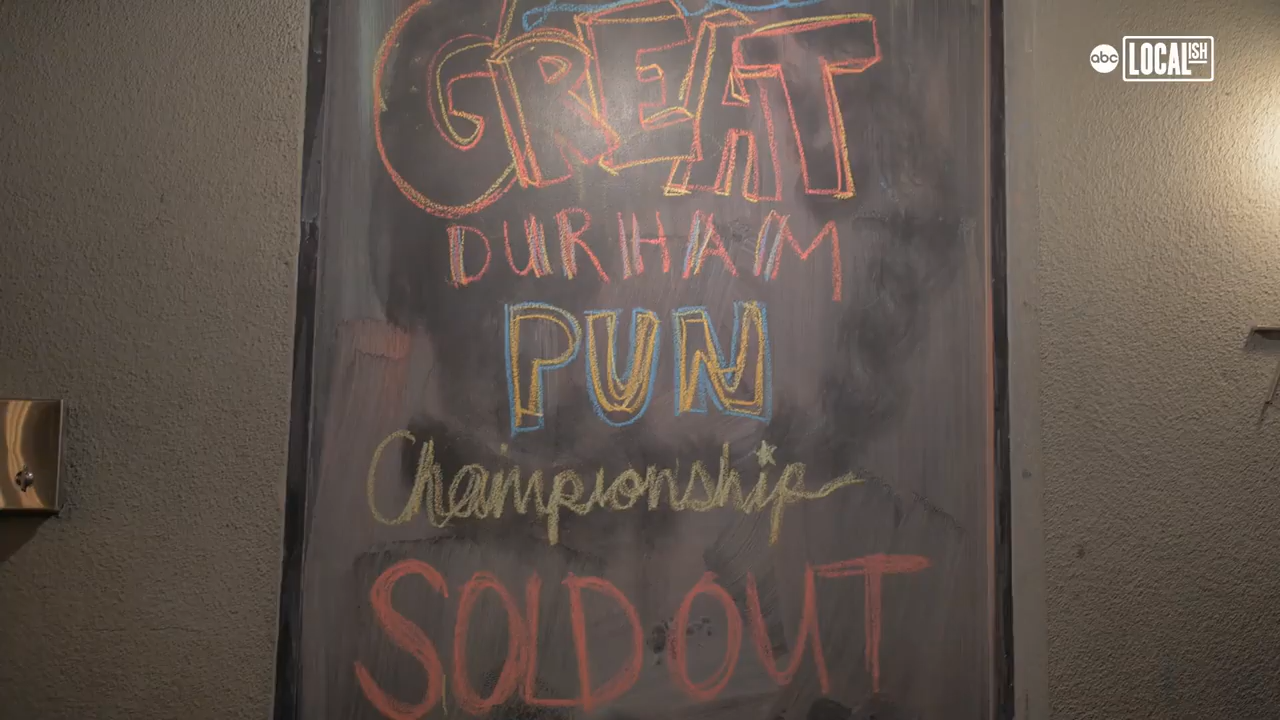 GREAT
DURHAM
PUN
Championship
SOLD OUT
abc LOCALISH